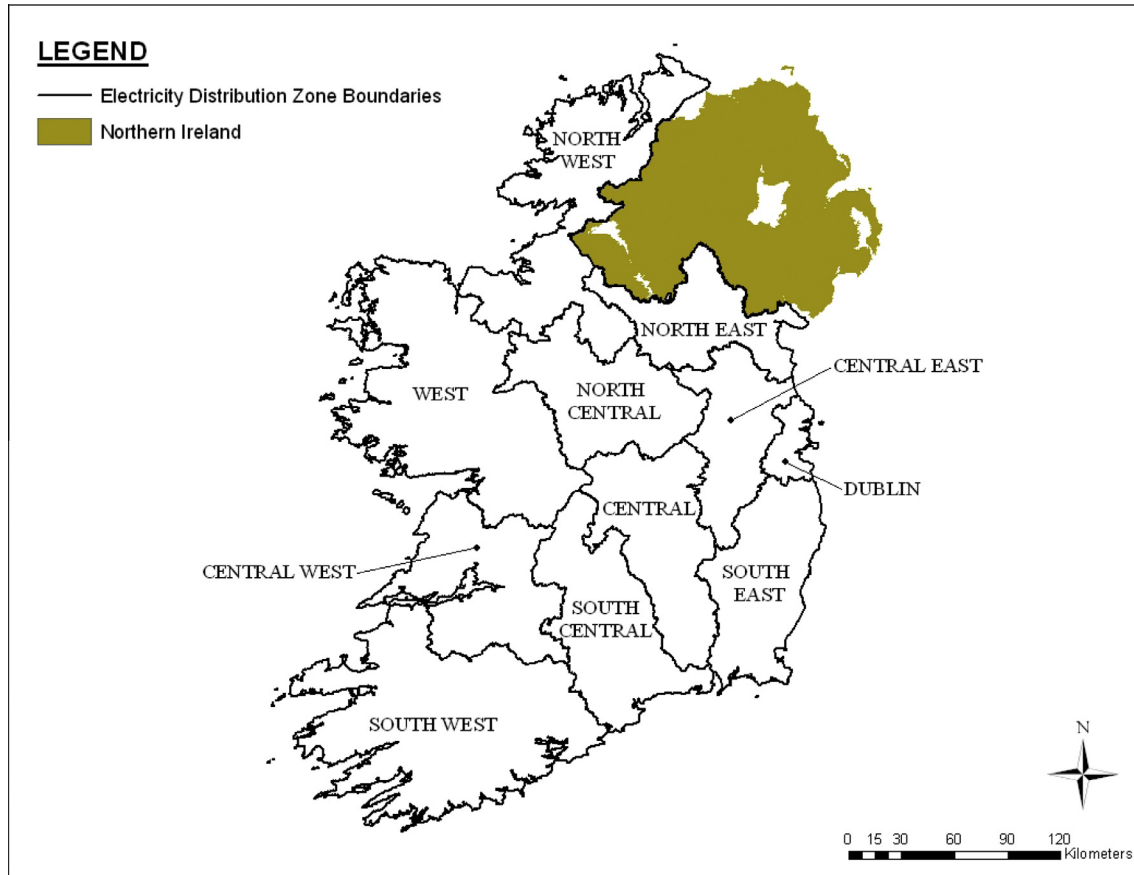 LEGEND
Electricity Distribution Zone Boundaries
Northern Ireland
NORTH
WEST
NORTH EAST
CENTRAL EAST
WEST
NORTH
CENTRAL
DUBLIN
CENTRAL
CENTRAL WEST
SOUTH
EAST
SOUTH
CENTRAL
SOUTH WEST
N
0 15 30 60 90 120
Kilometers